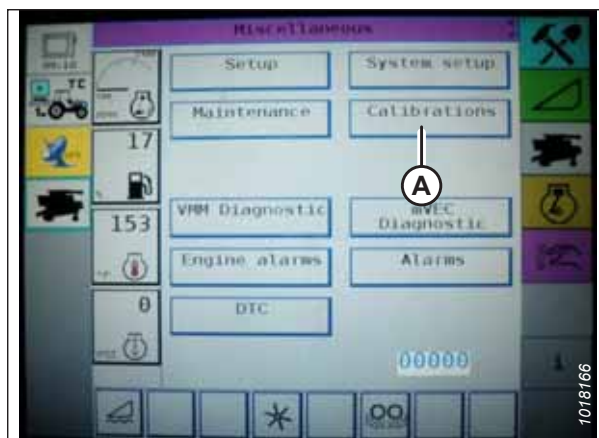 Miscellaneous
Setup
System setup
TC
Maintenance
Calibrations
17
A
153
VMM Diagnostic
mVEC
Diagnostic
Engine alarms
Alarms
0
DTC
00000
i
1018166